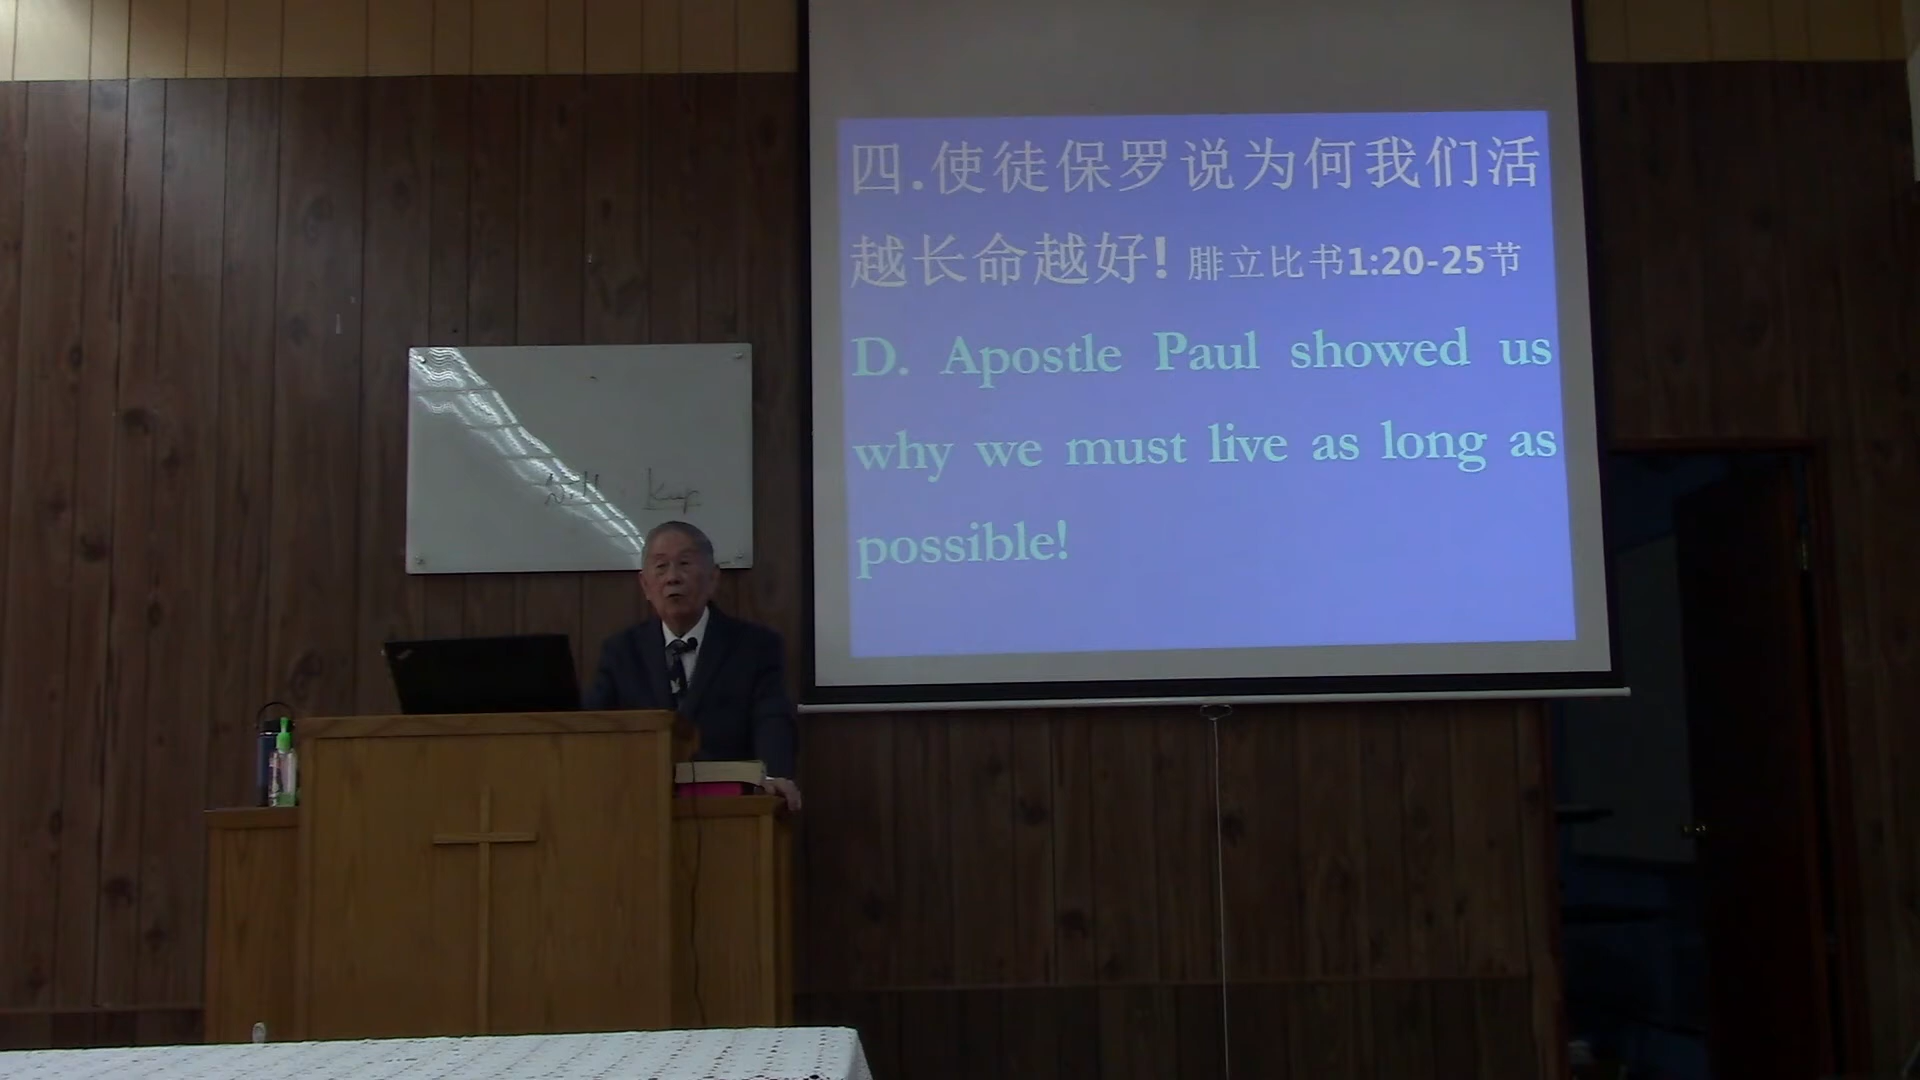 四.使徒保罗说为何我们活
越长命越好! 腓立比书1:20-25节
D. Apostle Paul showed us
why we must live as long as
possible!